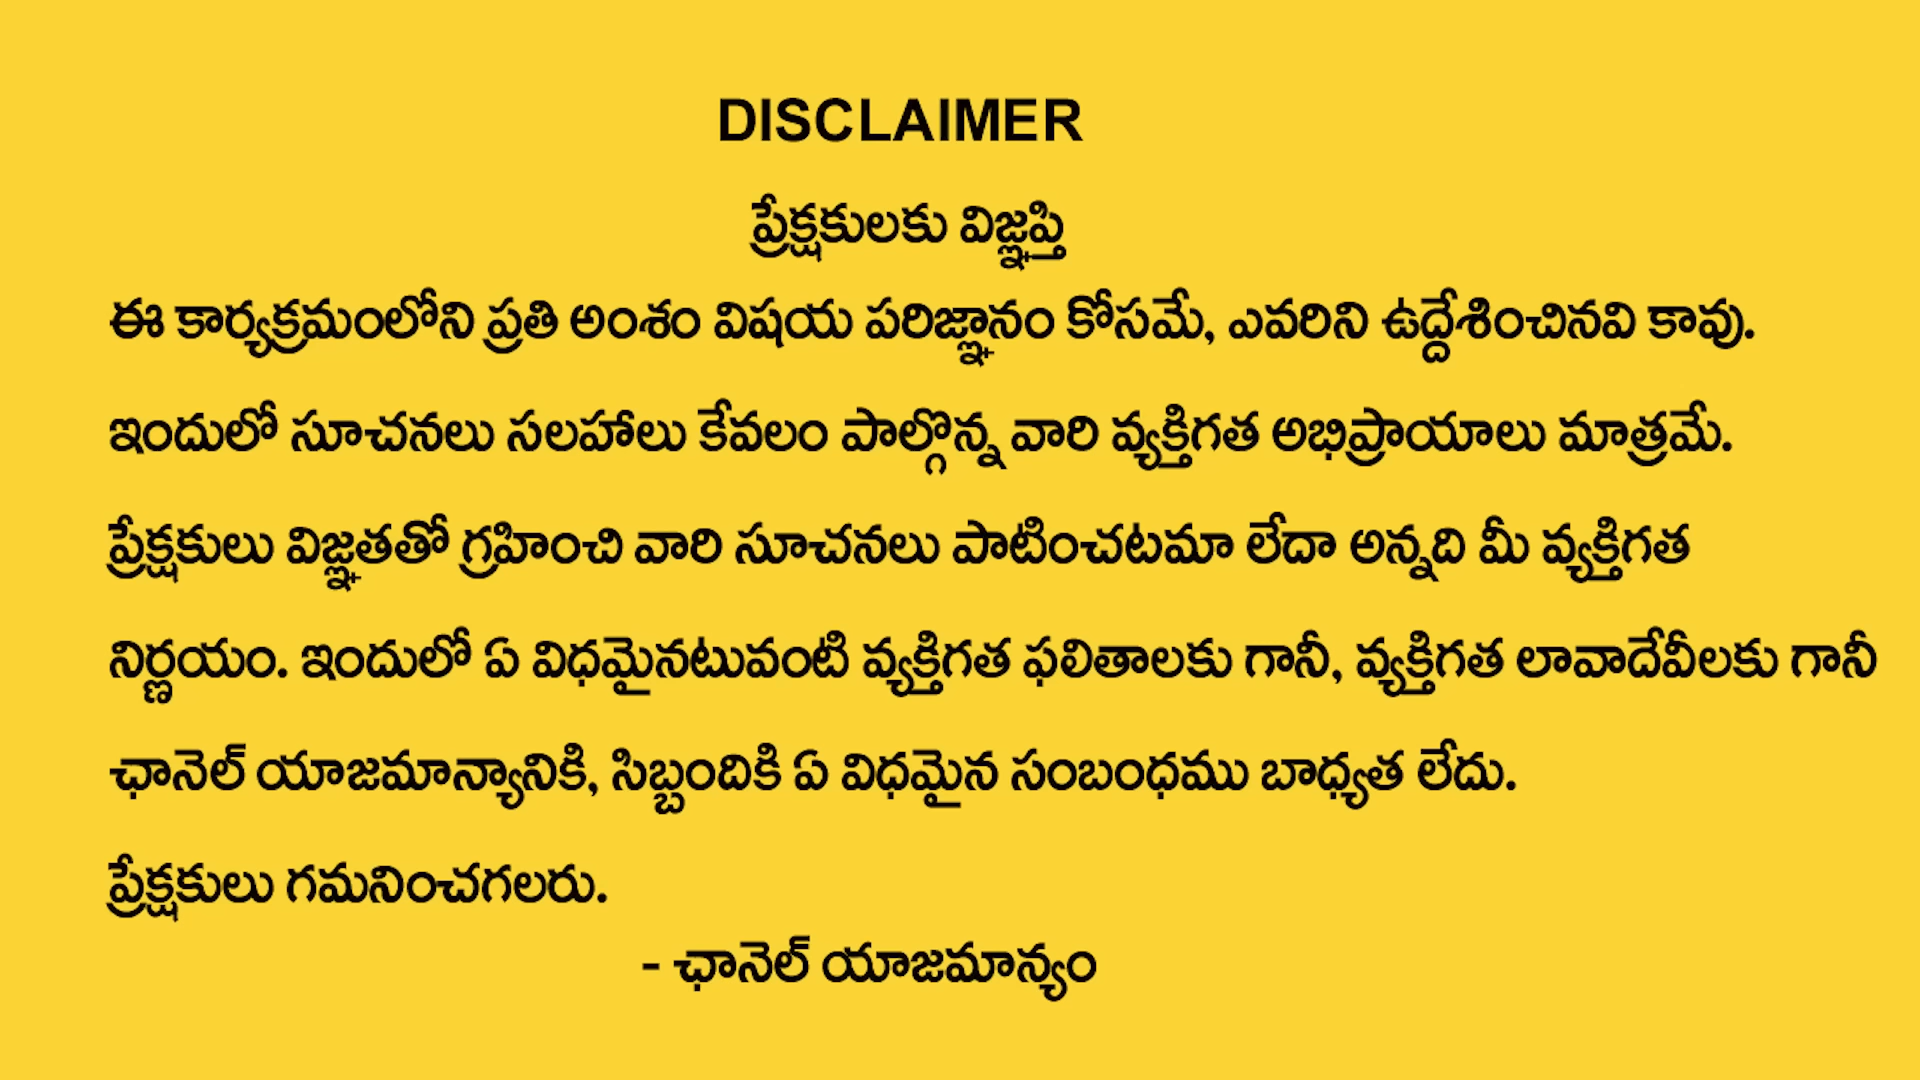 DISCLAIMER
ప్రేక్షకులకు విజ్ఞప్తి
ఈ కార్యక్రమంలోని ప్రతి అంశం విషయ పరిజ్ఞానం కోసమే, ఎవరిని ఉద్దేశించినవి కావు.
ఇందులో సూచనలు సలహాలు కేవలం పాల్గొన్న వారి వ్యక్తిగత అభిప్రాయాలు మాత్రమే.
ప్రేక్షకులు విజ్ఞతతో గ్రహించి వారి సూచనలు పాటించటమా లేదా అన్నది మీ వ్యక్తిగత
నిర్ణయం. ఇందులో ఏ విధమైనటువంటి వ్యక్తిగత ఫలితాలకు గానీ, వ్యక్తిగత లావాదేవీలకు గానీ
ఛానెల్ యాజమాన్యానికి, సిబ్బందికి ఏ విధమైన సంబంధము బాధ్యత లేదు.
ప్రేక్షకులు గమనించగలరు.
- ఛానెల్ యాజమాన్యం